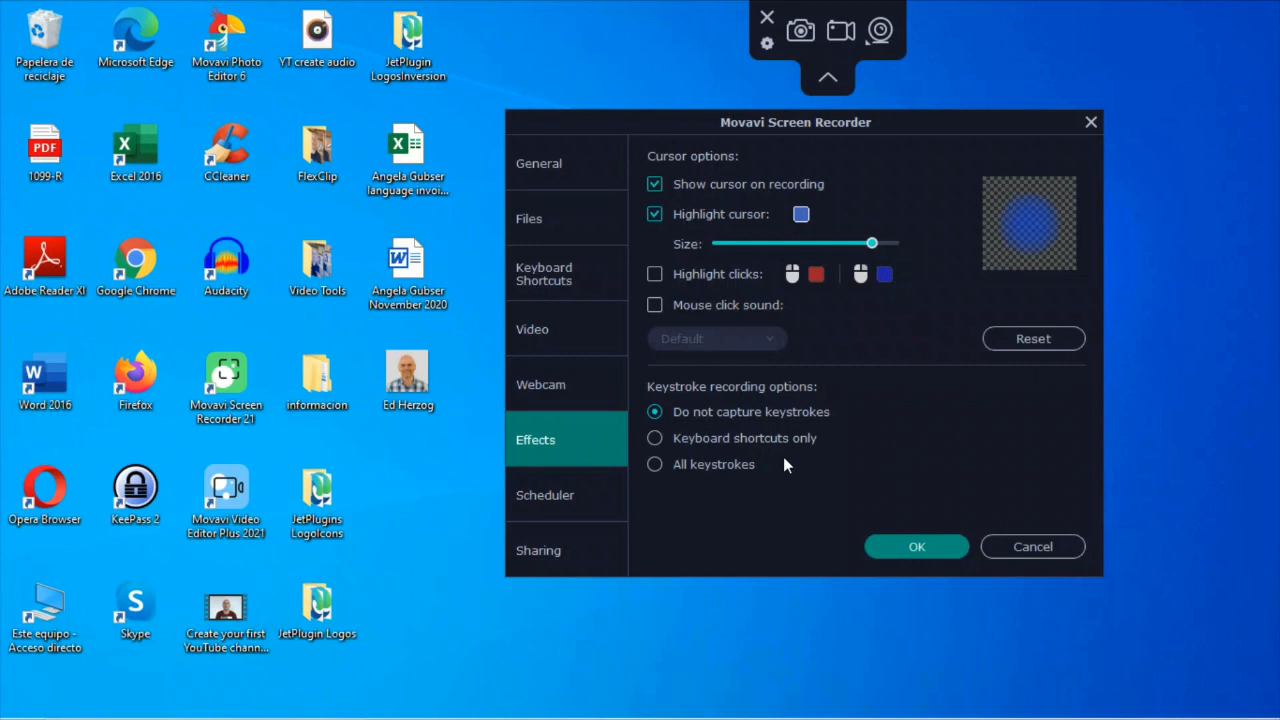 Papelera de
reciclaje
Microsoft Edge
Movavi Photo
Editor 6
YT create audio
JetPlugin
LogosInversion
PDF
1099-R
Excel 2016
CCleaner
FlexClip
Angela Gubser
language invoi...
Adobe Reader XI
Google Chrome
Audacity
Video Tools
Angela Gubser
November 2020
Word 2016
Firefox
Movavi Screen
Recorder 21
informacion
Ed Herzog
Opera Browser
KeePass 2
Movavi Video
Editor Plus 2021
JetPlugins
LogoIcons
Este equipo -
Acceso directo
Skype
Create your first
YouTube chann...
JetPlugin Logos
Movavi Screen Recorder
General
Files
Keyboard
Shortcuts
Video
Webcam
Effects
Scheduler
Sharing
Cursor options:
Show cursor on recording
Highlight cursor:
Size:
Highlight clicks:
Mouse click sound:
Default
Reset
Keystroke recording options:
Do not capture keystrokes
Keyboard shortcuts only
All keystrokes
OK
Cancel